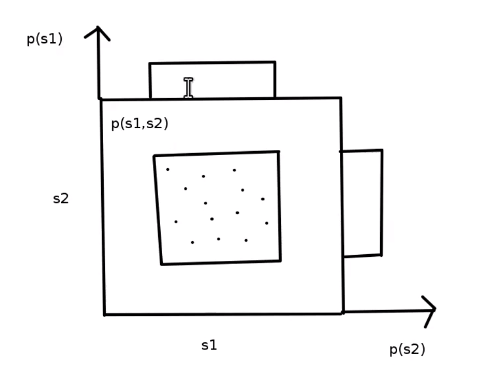 p(s1)
p(s1,s2)
s2
s1
p(s2)